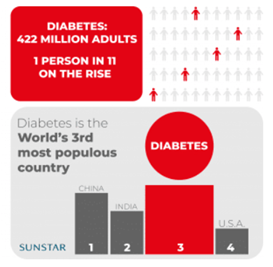 DIABETES:
422 MILLION ADULTS
1 PERSON IN 11
ON THE RISE
Diabetes is the
World's 3rd
most populous
country
DIABETES
CHINA
INDIA
U.S.A.
SUNSTAR
1
2
3
4